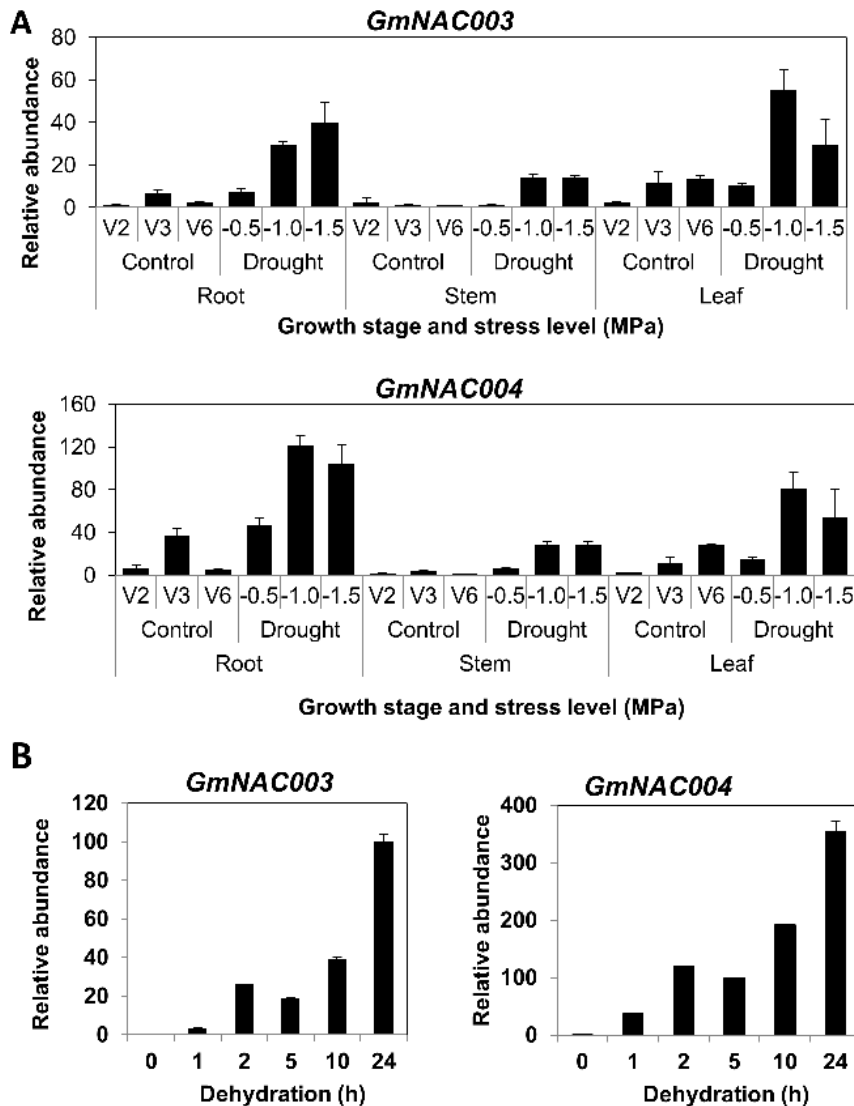 A
GmNAC003
Relative abundance
80
60
40
20
0
V2 V3 V6 -0.5 -1.0 -1.5 V2 V3 V6 -0.5 -1.0 -1.5 V2 V3 V6 -0.5 -1.0 -1.5
Control Drought Control Drought Control Drought
Root Stem Leaf
Growth stage and stress level (MPa)
GmNAC004
Relative abundance
160
120
80
40
0
V2 V3 V6 -0.5 -1.0 -1.5 V2 V3 V6 -0.5 -1.0 -1.5 V2 V3 V6 -0.5 -1.0 -1.5
Control Drought Control Drought Control Drought
Root Stem Leaf
Growth stage and stress level (MPa)
B
GmNAC003
Relative abundance
120
100
80
60
40
20
0
0 1 2 5 10 24
Dehydration (h)
GmNAC004
Relative abundance
400
300
200
100
0
0 1 2 5 10 24
Dehydration (h)